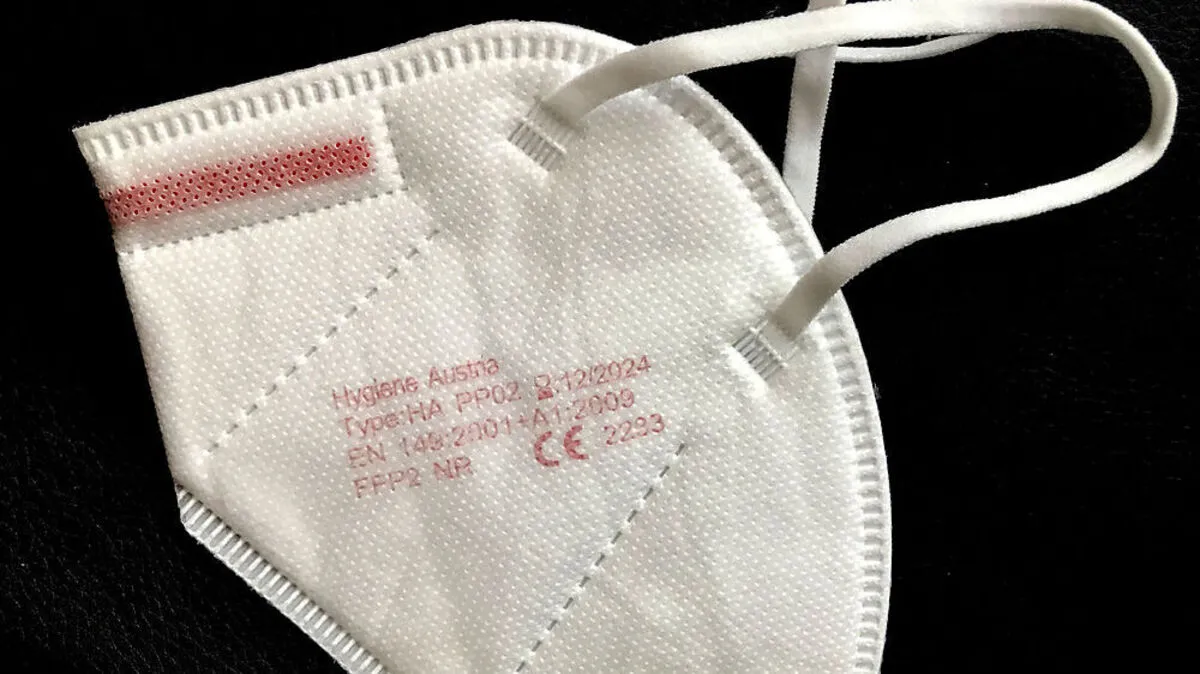 Hygiene Austria
Type:HA PP02 ⌛:12/2024
EN 149:2001+A1:2009
FFP2 NR CE 2233